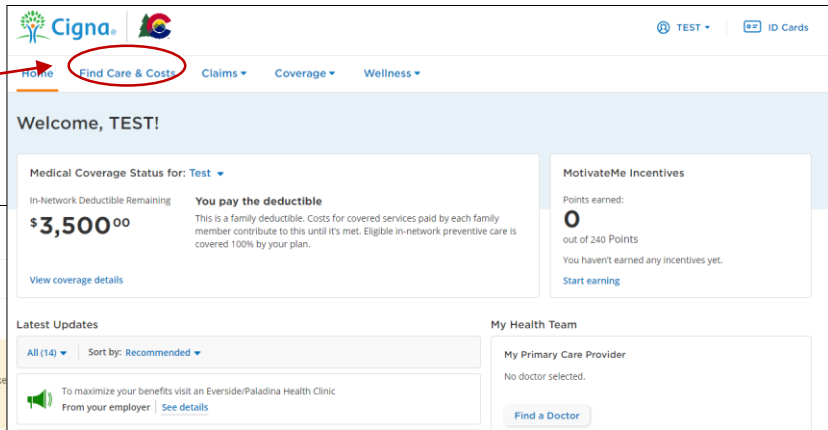 Cigna®
TEST
ID Cards
Home Find Care & Costs Claims Coverage Wellness
Welcome, TEST!
Medical Coverage Status for: Test
In-Network Deductible Remaining
$3,500⁰⁰
You pay the deductible
This is a family deductible. Costs for covered services paid by each family
member contribute to this until it's met. Eligible in-network preventive care is
covered 100% by your plan.
View coverage details
MotivateMe Incentives
Points earned:
0
out of 240 Points
You haven't earned any incentives yet.
Start earning
Latest Updates
All (14) Sort by: Recommended
To maximize your benefits visit an Everside/Paladina Health Clinic
From your employer See details
My Health Team
My Primary Care Provider
No doctor selected.
Find a Doctor